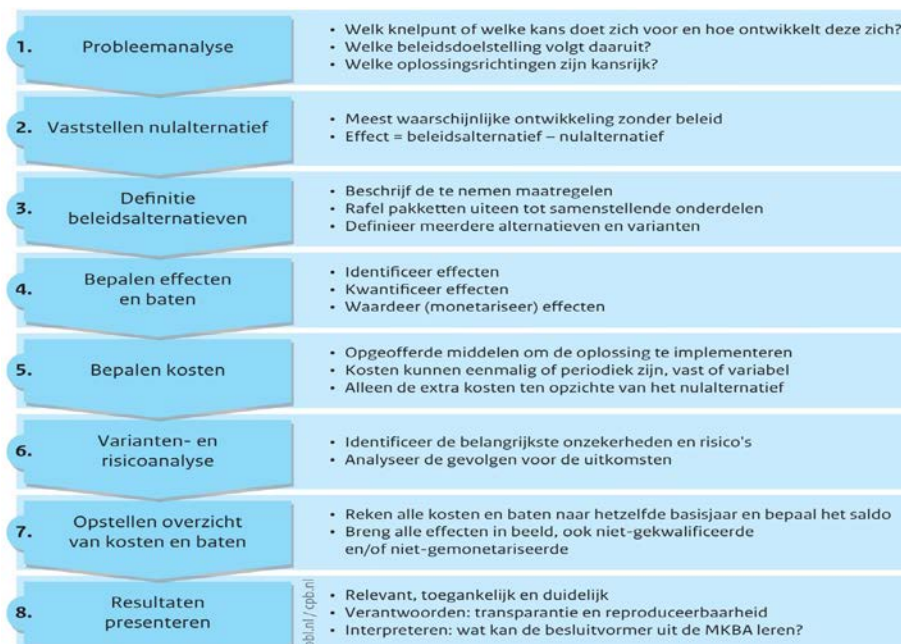 1. Probleemanalyse
• Welk knelpunt of welke kans doet zich voor en hoe ontwikkelt deze zich?
• Welke beleidsdoelstelling volgt daaruit?
• Welke oplossingsrichtingen zijn kansrijk?
2. Vaststellen nulalternatief
• Meest waarschijnlijke ontwikkeling zonder beleid
• Effect = beleidsalternatief – nulalternatief
3. Definitie
beleidsalternatieven
• Beschrijf de te nemen maatregelen
• Rafel pakketten uiteen tot samenstellende onderdelen
• Definieer meerdere alternatieven en varianten
4. Bepalen effecten
en baten
• Identificeer effecten
• Kwantificeer effecten
• Waardeer (monetariseer) effecten
5. Bepalen kosten
• Opgeofferde middelen om de oplossing te implementeren
• Kosten kunnen eenmalig of periodiek zijn, vast of variabel
• Alleen de extra kosten ten opzichte van het nulalternatief
6. Varianten- en
risicoanalyse
• Identificeer de belangrijkste onzekerheden en risico's
• Analyseer de gevolgen voor de uitkomsten
7. Opstellen overzicht
van kosten en baten
• Reken alle kosten en baten naar hetzelfde basisjaar en bepaal het saldo
• Breng alle effecten in beeld, ook niet-gekwalificeerde
en/of niet-gemonetariseerde
8. Resultaten
presenteren
• Relevant, toegankelijk en duidelijk
• Verantwoorden: transparantie en reproduceerbaarheid
• Interpreteren: wat kan de besluitvormer uit de MKBA leren?
pbl.nl / cpb.nl